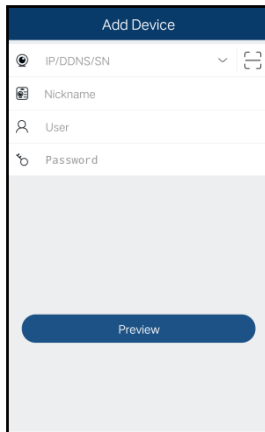 Add Device
IP/DDNS/SN
Nickname
User
Password
Preview